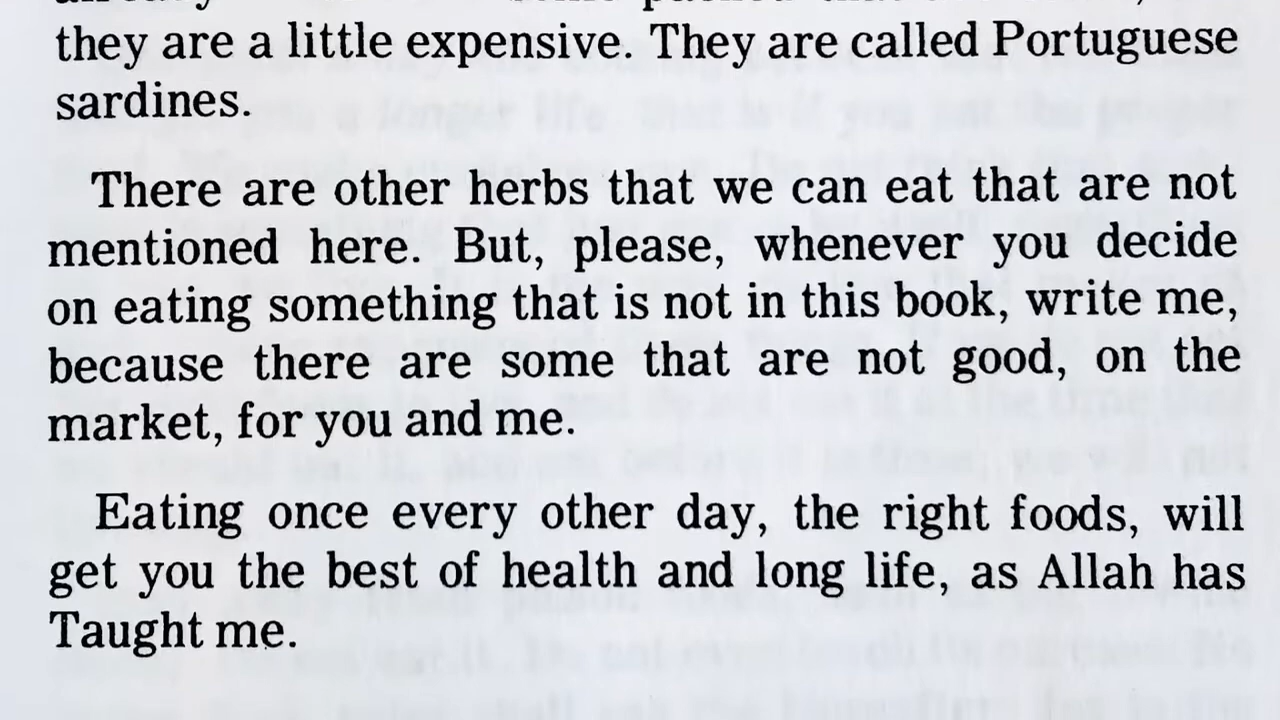 they are a little expensive. They are called Portuguese
sardines.
There are other herbs that we can eat that are not
mentioned here. But, please, whenever you decide
on eating something that is not in this book, write me,
because there are some that are not good, on the
market, for you and me.
Eating once every other day, the right foods, will
get you the best of health and long life, as Allah has
Taught me.